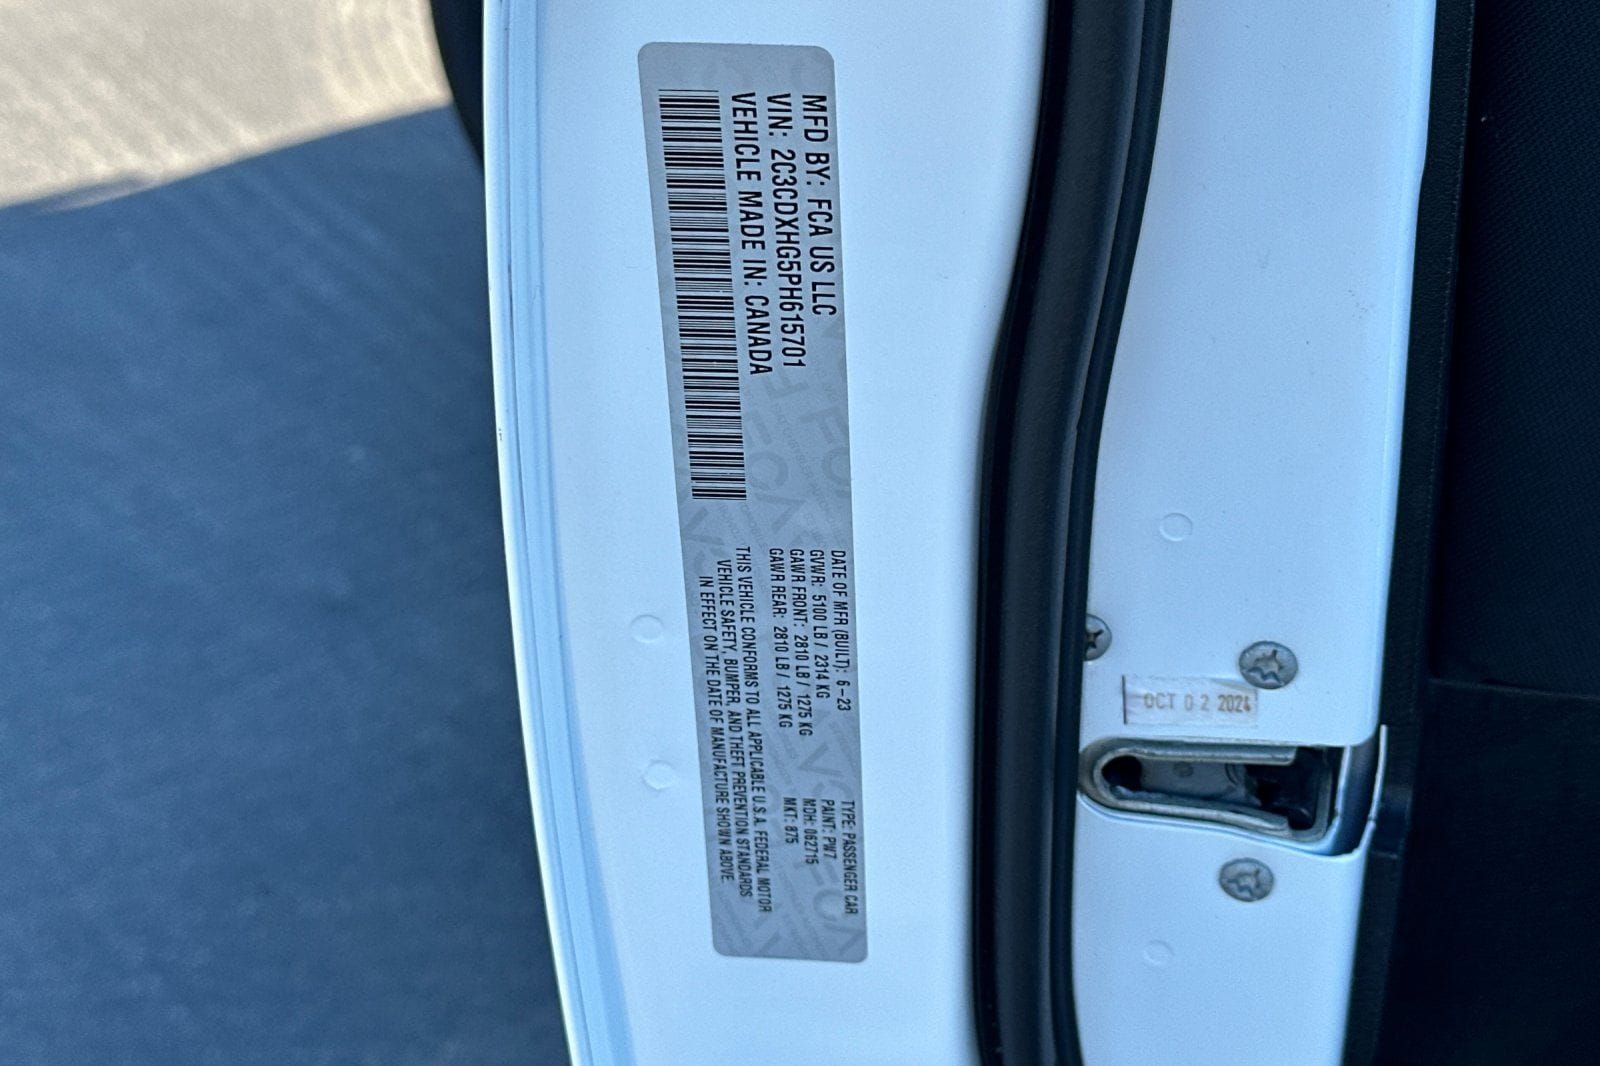 MFD BY: FCA US LLC
VIN: 2C3CDXHG5PH615701
VEHICLE MADE IN: CANADA
DATE OF MFR (BUILT): 6-23
GVWR: 5100 LB / 2314 KG
GAWR FRONT: 2810 LB / 1275 KG
GAWR REAR: 2810 LB / 1275 KG
THIS VEHICLE CONFORMS TO ALL APPLICABLE U.S.A. FEDERAL MOTOR
VEHICLE SAFETY, BUMPER, AND THEFT PREVENTION STANDARDS
IN EFFECT ON THE DATE OF MANUFACTURE SHOWN ABOVE.
TYPE: PASSENGER CAR
PAINT: PW7
MDH: 062715
MKT: 875
FCA
OCT 02 2024